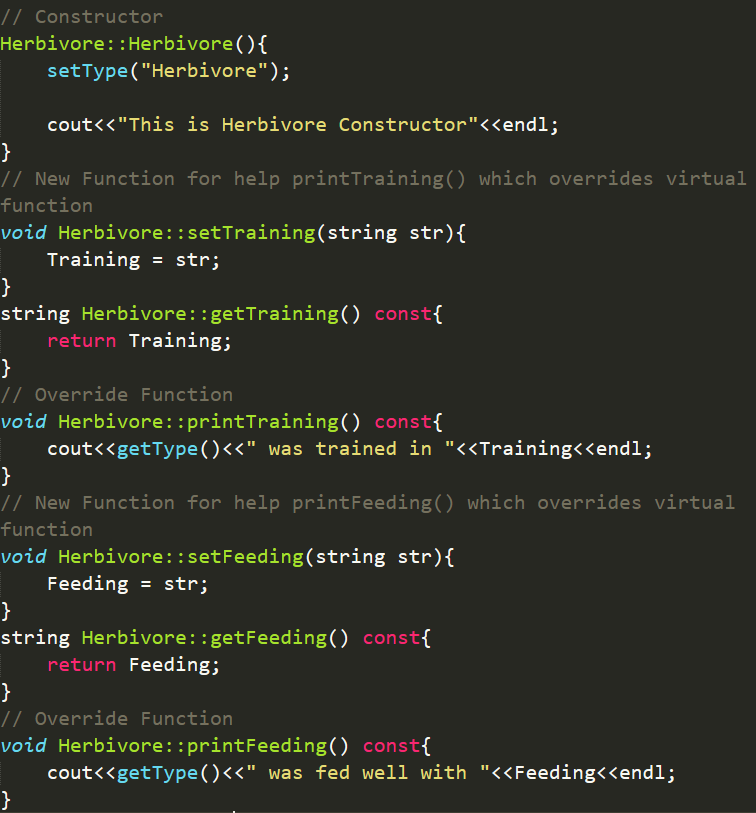 // Constructor
Herbivore::Herbivore(){
    setType("Herbivore");

    cout<<"This is Herbivore Constructor"<<endl;
}
// New Function for help printTraining() which overrides virtual
function
void Herbivore::setTraining(string str){
    Training = str;
}
string Herbivore::getTraining() const{
    return Training;
}
// Override Function
void Herbivore::printTraining() const{
    cout<<getType()<<" was trained in "<<Training<<endl;
}
// New Function for help printFeeding() which overrides virtual
function
void Herbivore::setFeeding(string str){
    Feeding = str;
}
string Herbivore::getFeeding() const{
    return Feeding;
}
// Override Function
void Herbivore::printFeeding() const{
    cout<<getType()<<" was fed well with "<<Feeding<<endl;
}